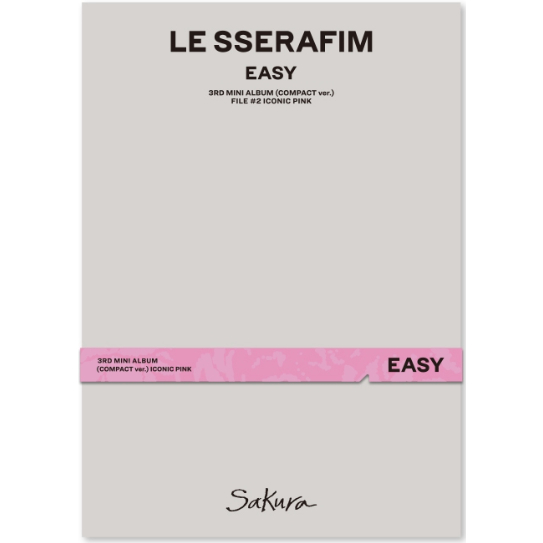 LE SSERAFIM
EASY
3RD MINI ALBUM (COMPACT ver.)
FILE #2 ICONIC PINK
3RD MINI ALBUM
(COMPACT ver.) ICONIC PINK
EASY
Sakura